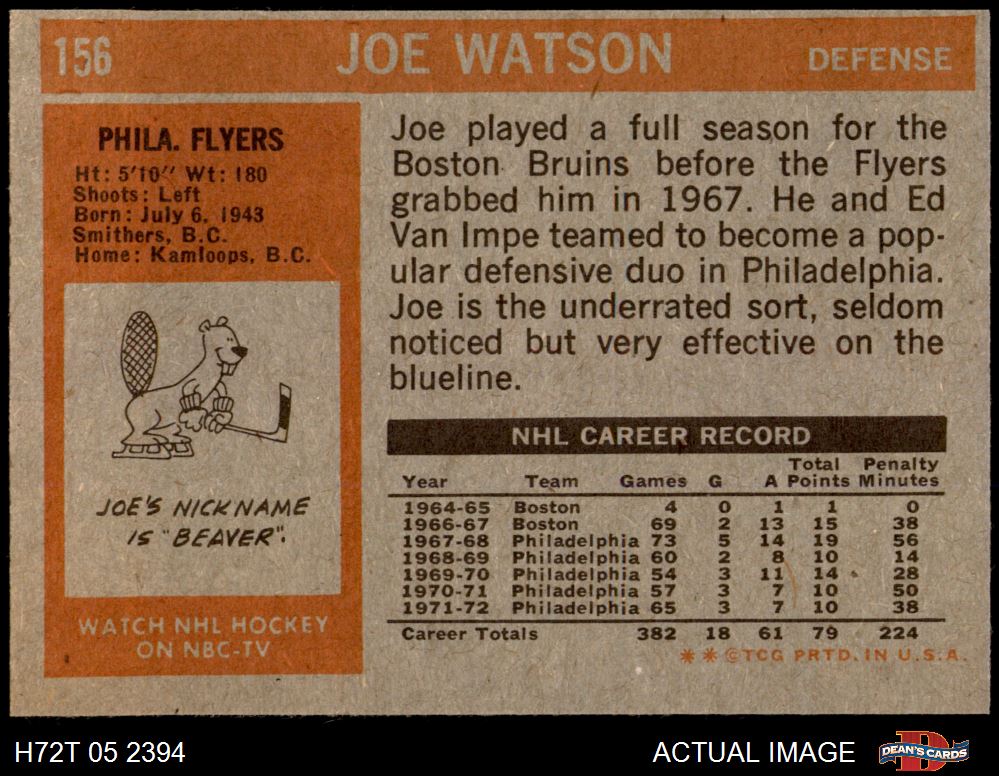 156 JOE WATSON DEFENSE
PHILA. FLYERS
Ht: 5'10" Wt: 180
Shoots: Left
Born: July 6, 1943
Smithers, B.C.
Home: Kamloops, B.C.
JOE'S NICKNAME
IS "BEAVER".
WATCH NHL HOCKEY
ON NBC-TV
Joe played a full season for the
Boston Bruins before the Flyers
grabbed him in 1967. He and Ed
Van Impe teamed to become a pop-
ular defensive duo in Philadelphia.
Joe is the underrated sort, seldom
noticed but very effective on the
blueline.
NHL CAREER RECORD
Total Penalty
Year Team Games G A Points Minutes
1964-65 Boston 4 0 1 1 0
1966-67 Boston 69 2 13 15 38
1967-68 Philadelphia 73 5 14 19 56
1968-69 Philadelphia 60 2 8 10 14
1969-70 Philadelphia 54 3 11 14 28
1970-71 Philadelphia 57 3 7 10 50
1971-72 Philadelphia 65 3 7 10 38
Career Totals 382 18 61 79 224
✱ ✱ ©TCG PRTD. IN U.S.A.
H72T 05 2394 ACTUAL IMAGE DEAN'S CARDS